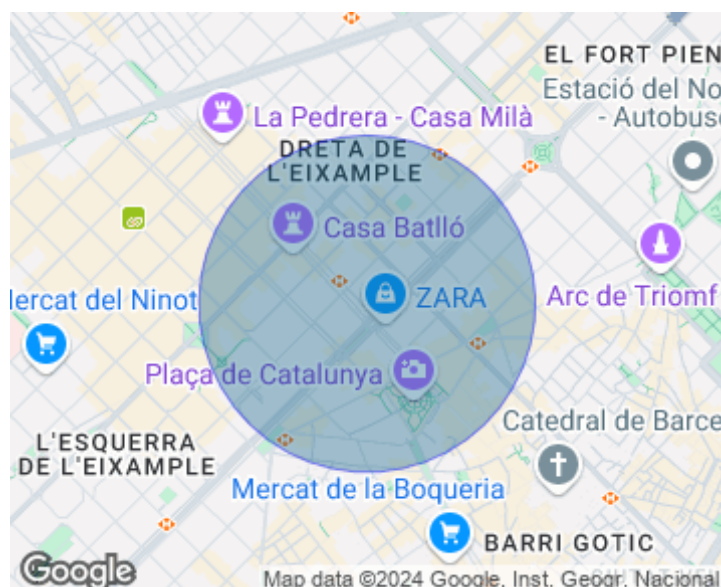 EL FORT PIEN
Estació del No
- Autobuse
La Pedrera - Casa Milà
DRETA DE
L'EIXAMPLE
Casa Batlló
ZARA
Arc de Triomf
Mercat del Ninot
Plaça de Catalunya
Catedral de Barce
L'ESQUERRA
DE L'EIXAMPLE
Mercat de la Boqueria
BARRI GOTIC
Google
Map data ©2024 Google, Inst. Geogr. Nacional